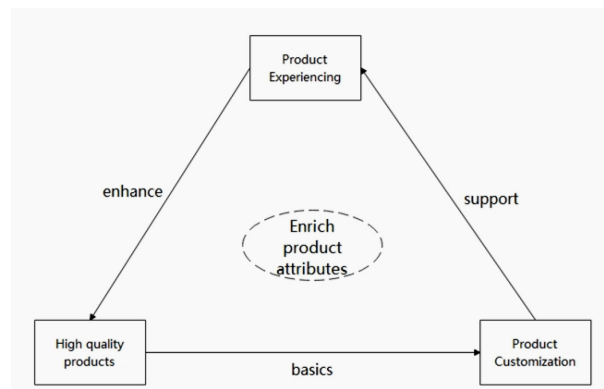 Product
Experiencing
enhance
support
Enrich
product
attributes
High quality
products
basics
Product
Customization